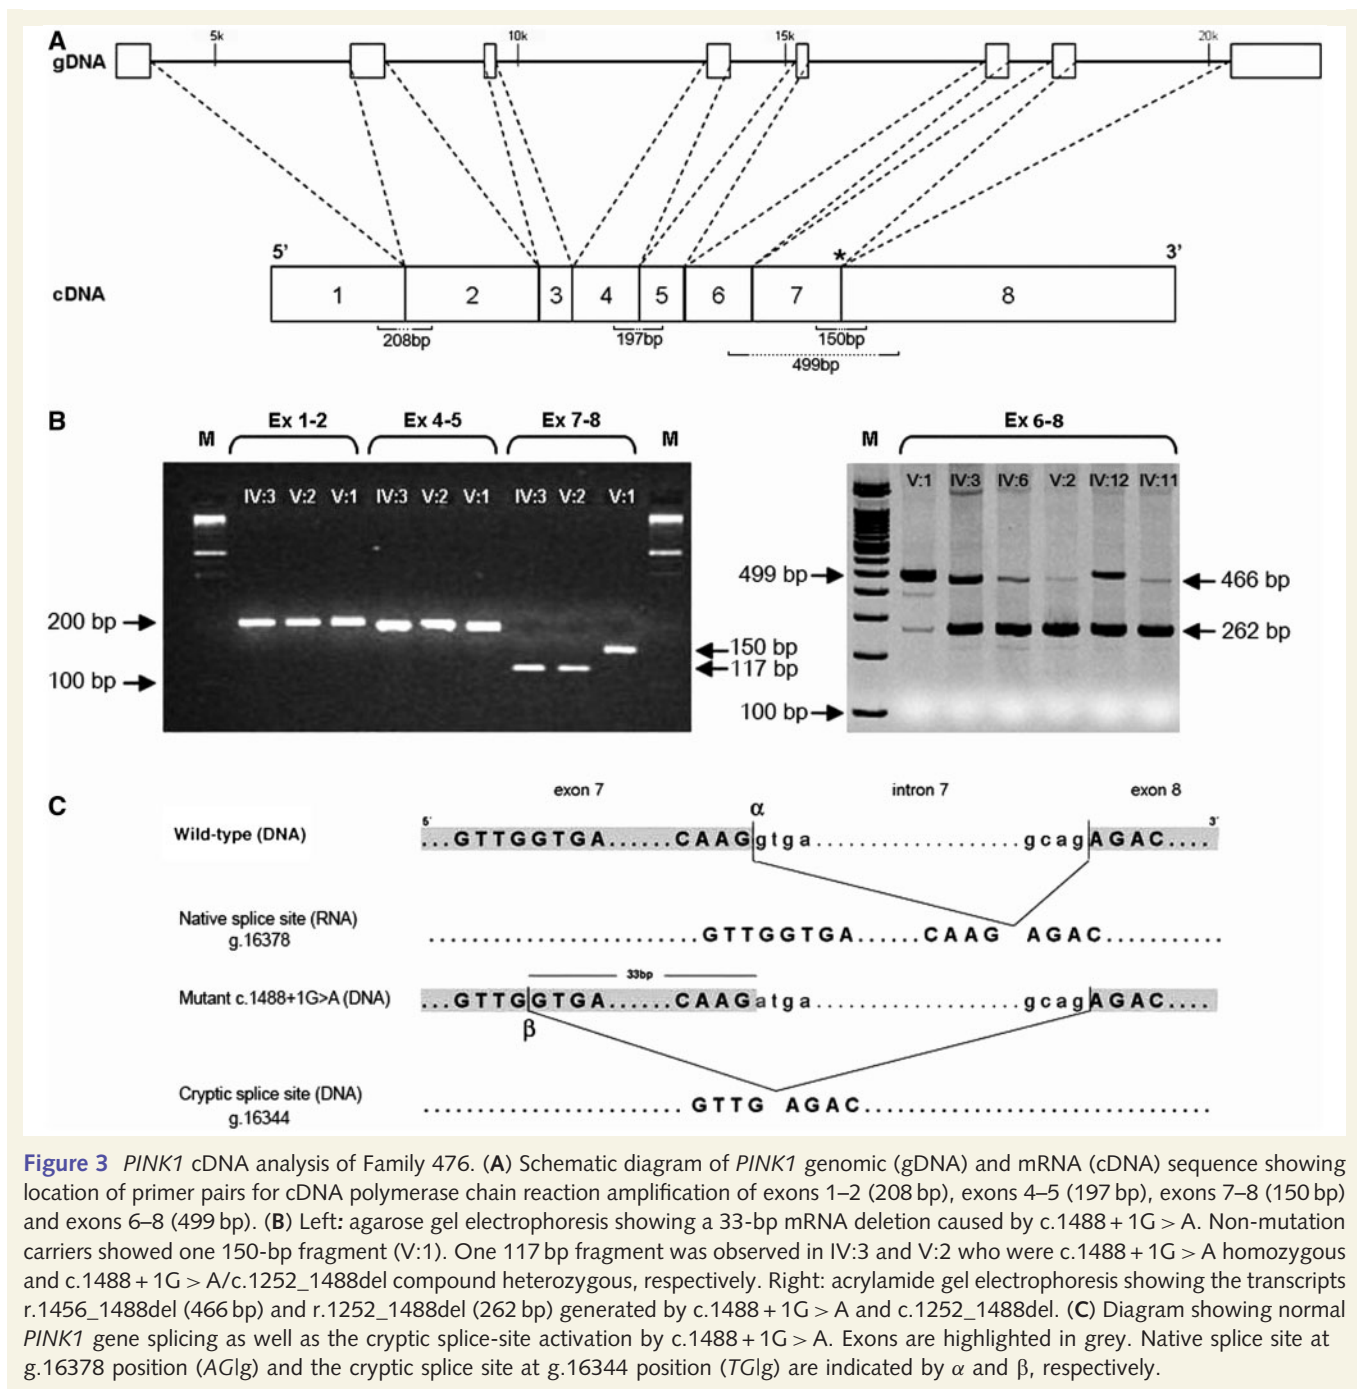 A
5k 10k 15k 20k
gDNA
5' * 3'
cDNA 1 2 3 4 5 6 7 8
208bp 197bp 150bp
499bp
B
Ex 1-2 Ex 4-5 Ex 7-8
M M
IV:3 V:2 V:1 IV:3 V:2 V:1 IV:3 V:2 V:1
200 bp
100 bp
150 bp
117 bp
Ex 6-8
M
V:1 IV:3 IV:6 V:2 IV:12 IV:11
499 bp
466 bp
262 bp
100 bp
C
exon 7 intron 7 exon 8
α
5' 3'
Wild-type (DNA) ...GTTGGTGA......CAAGgtga...................gcagAGAC....
Native splice site (RNA)
g.16378
........................GTTGGTGA......CAAG AGAC...........
33bp
Mutant c.1488+1G>A (DNA) ...GTTGGTGA......CAAGatga...................gcagAGAC....
β
Cryptic splice site (DNA)
g.16344
.......................GTTG AGAC...............................
Figure 3 PINK1 cDNA analysis of Family 476. (A) Schematic diagram of PINK1 genomic (gDNA) and mRNA (cDNA) sequence showing
location of primer pairs for cDNA polymerase chain reaction amplification of exons 1–2 (208 bp), exons 4–5 (197 bp), exons 7–8 (150 bp)
and exons 6–8 (499 bp). (B) Left: agarose gel electrophoresis showing a 33-bp mRNA deletion caused by c.1488 + 1G > A. Non-mutation
carriers showed one 150-bp fragment (V:1). One 117 bp fragment was observed in IV:3 and V:2 who were c.1488 + 1G > A homozygous
and c.1488 + 1G > A/c.1252_1488del compound heterozygous, respectively. Right: acrylamide gel electrophoresis showing the transcripts
r.1456_1488del (466 bp) and r.1252_1488del (262 bp) generated by c.1488 + 1G > A and c.1252_1488del. (C) Diagram showing normal
PINK1 gene splicing as well as the cryptic splice-site activation by c.1488 + 1G > A. Exons are highlighted in grey. Native splice site at
g.16378 position (AG|g) and the cryptic splice site at g.16344 position (TG|g) are indicated by α and β, respectively.